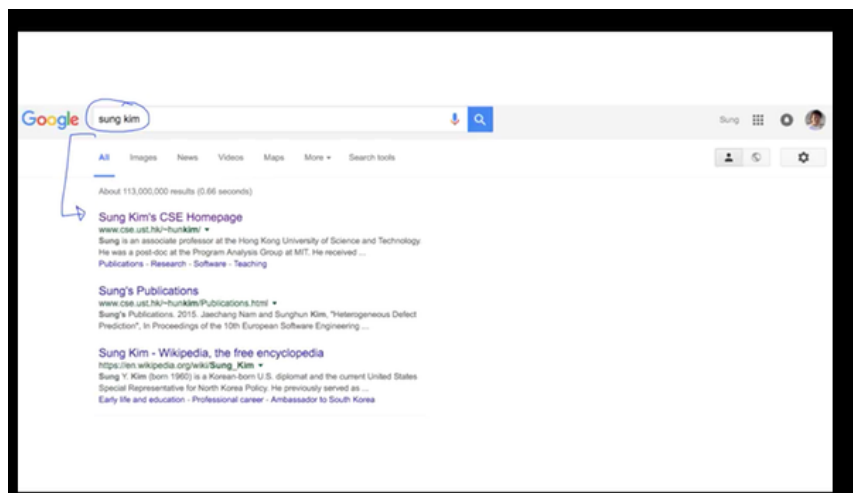 Google sung kim Sung
All Images News Videos Maps More Search tools
About 113,000,000 results (0.66 seconds)
Sung Kim's CSE Homepage
www.cse.ust.hk/~hunkim/
Sung is an associate professor at the Hong Kong University of Science and Technology.
He was a post-doc at the Program Analysis Group at MIT. He received ...
Publications - Research - Software - Teaching
Sung's Publications
www.cse.ust.hk/~hunkim/Publications.html
Sung's Publications. 2015. Jaechang Nam and Sunghun Kim, "Heterogeneous Defect
Prediction", In Proceedings of the 10th European Software Engineering ...
Sung Kim - Wikipedia, the free encyclopedia
https://en.wikipedia.org/wiki/Sung_Kim
Sung Y. Kim (born 1960) is a Korean-born U.S. diplomat and the current United States
Special Representative for North Korea Policy. He previously served as ...
Early life and education - Professional career - Ambassador to South Korea